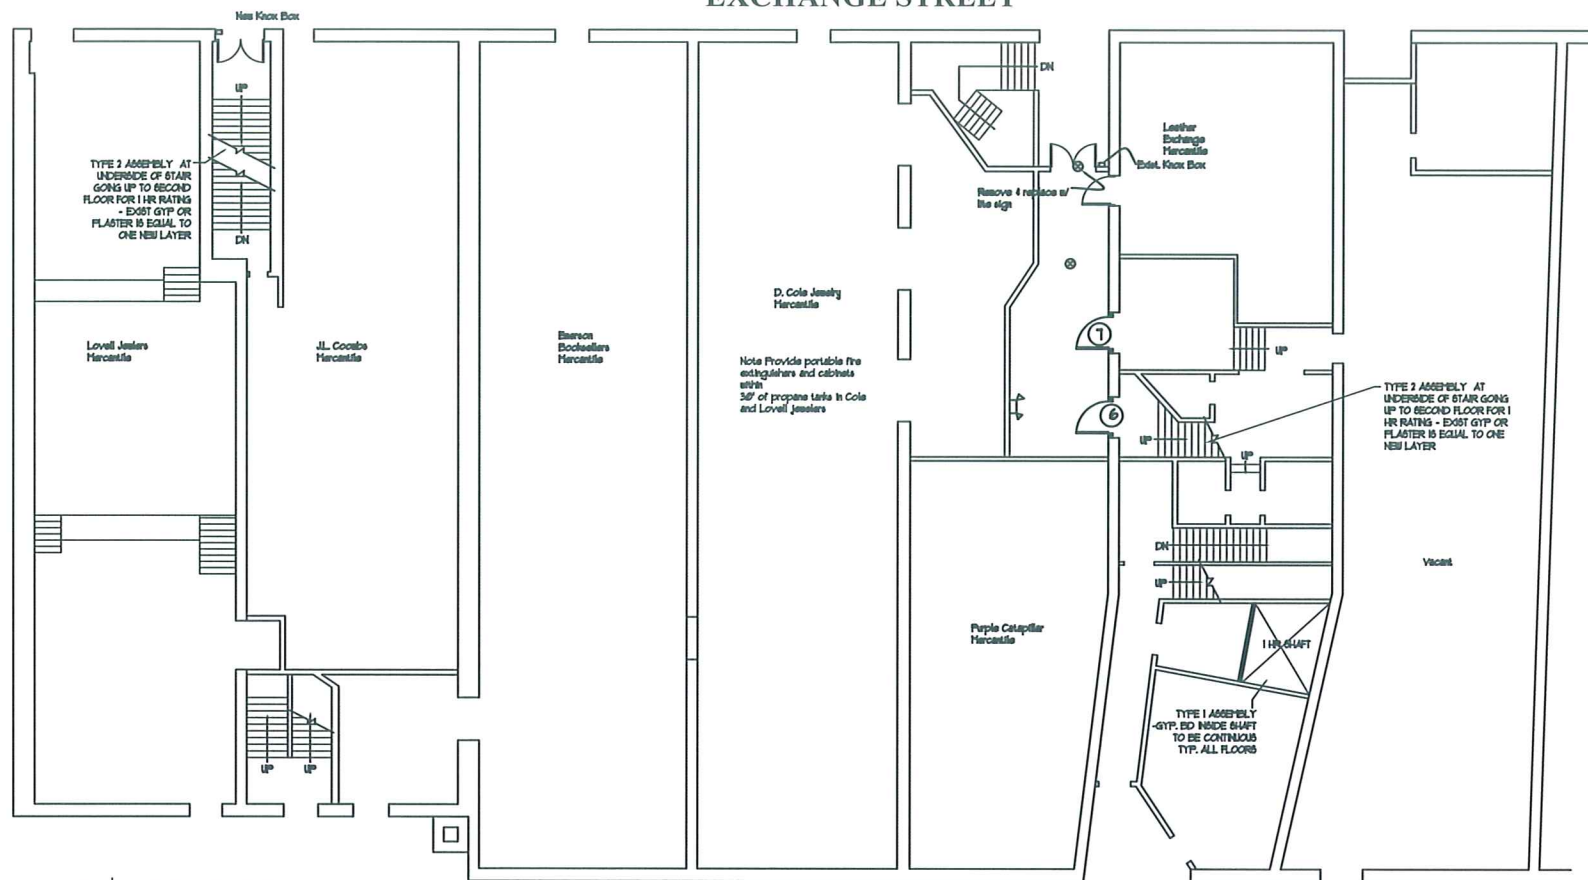 EXCHANGE STREET
New Knox Box
UP
TYPE 2 ASSEMBLY AT
UNDERSIDE OF STAIR
GOING UP TO SECOND
FLOOR FOR 1 HR RATING
- EXIST GYP OR
PLASTER IS EQUAL TO
ONE NEW LAYER
DN
Lovell Jewlers
Mercantile
J.L. Coombs
Mercantile
Emerson
Booksellers
Mercantile
D. Cole Jewelry
Mercantile
Note Provide portable fire
extinguishers and cabinets
within
30' of propane tanks in Cole
and Lovell Jewelers
DN
Leather
Exchange
Mercantile
Exist. Knox Box
Remove & replace w/
like sign
7
UP
6
UP
UP
TYPE 2 ASSEMBLY AT
UNDERSIDE OF STAIR GOING
UP TO SECOND FLOOR FOR 1
HR RATING - EXIST GYP OR
PLASTER IS EQUAL TO ONE
NEW LAYER
DN
UP
Vacant
Purple Catapillar
Mercantile
1 HR SHAFT
TYPE 1 ASSEMBLY
-GYP. BD INSIDE SHAFT
TO BE CONTINUOUS
TYP. ALL FLOORS
UP
UP